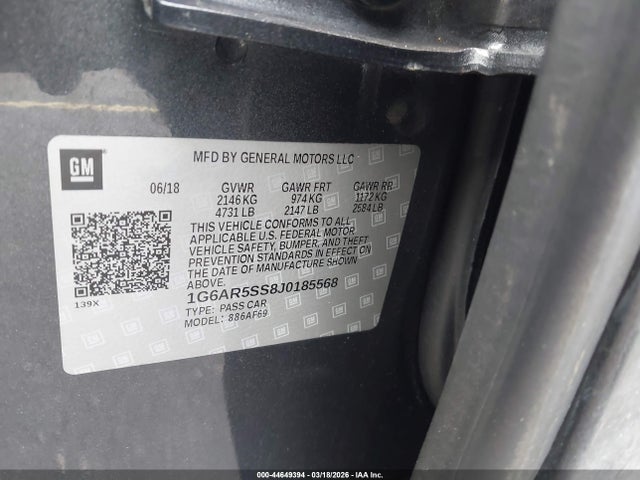 GM
MFD BY GENERAL MOTORS LLC
06/18 GVWR GAWR FRT GAWR RR
2146 KG 974 KG 1172 KG
4731 LB 2147 LB 2584 LB
THIS VEHICLE CONFORMS TO ALL
APPLICABLE U.S. FEDERAL MOTOR
VEHICLE SAFETY, BUMPER, AND THEFT
PREVENTION STANDARDS IN EFFECT ON
THE DATE OF MANUFACTURE SHOWN
ABOVE.
139X
1G6AR5SS8J0185568
TYPE: PASS CAR
MODEL: 886AF69
000-44649394 | 03/18/2026 | IAA Inc.